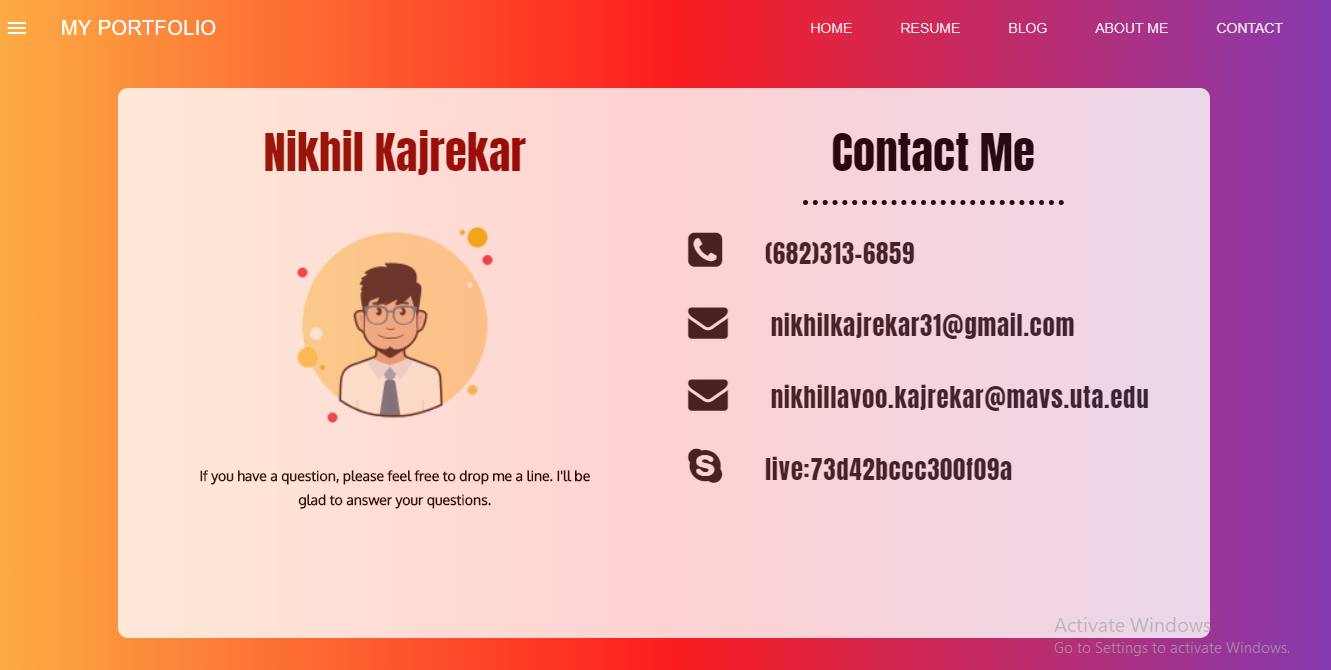 MY PORTFOLIO
HOME RESUME BLOG ABOUT ME CONTACT
Nikhil Kajrekar
If you have a question, please feel free to drop me a line. I'll be
glad to answer your questions.
Contact Me
(682)313-6859
nikhilkajrekar31@gmail.com
nikhillavoo.kajrekar@mavs.uta.edu
live:73d42bccc300f09a
Activate Windows
Go to Settings to activate Windows.